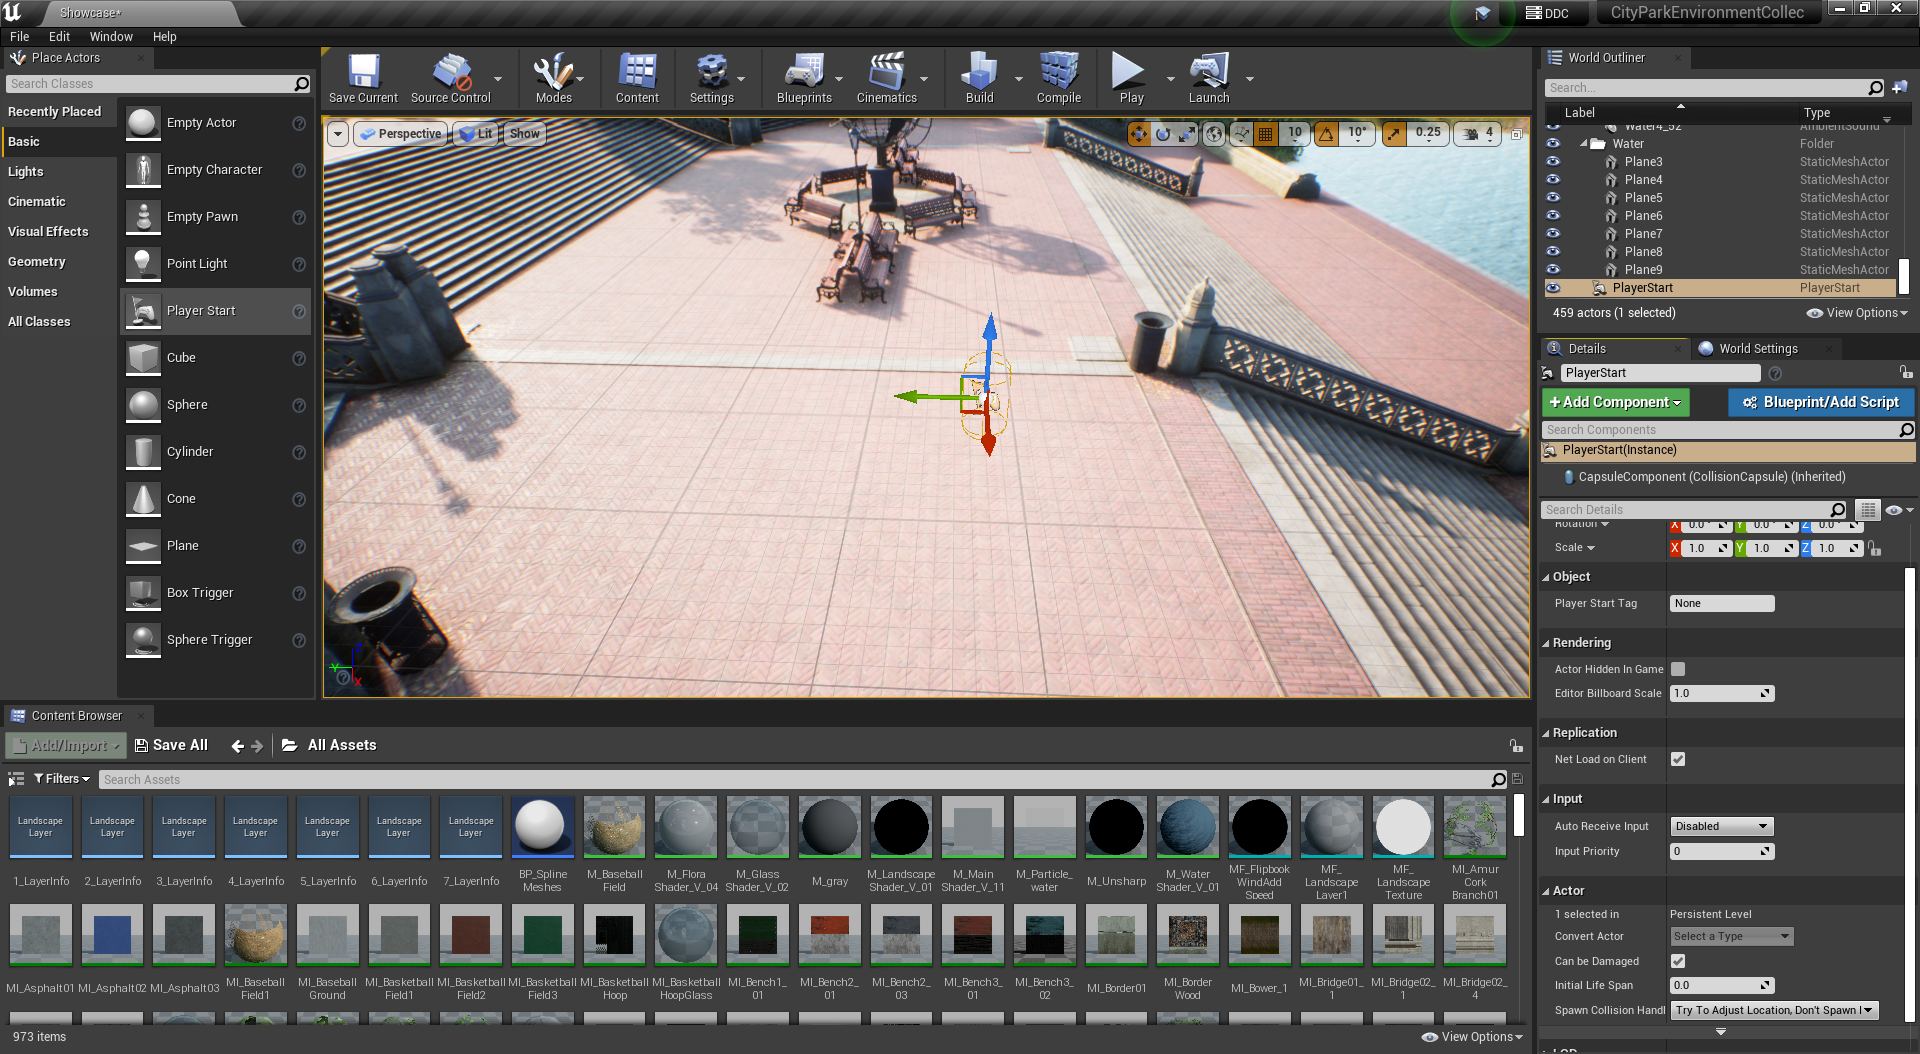 Showcase*
DDC
CityParkEnvironmentCollec
File Edit Window Help
Place Actors
Search Classes
Recently Placed
Basic
Lights
Cinematic
Visual Effects
Geometry
Volumes
All Classes
Empty Actor
Empty Character
Empty Pawn
Point Light
Player Start
Cube
Sphere
Cylinder
Cone
Plane
Box Trigger
Sphere Trigger
Save Current Source Control Modes Content Settings Blueprints Cinematics Build Compile Play Launch
Perspective Lit Show
10 10° 0.25 4
Y
X
World Outliner
Search...
Label Type
Water4_52 AmbientSound
Water Folder
Plane3 StaticMeshActor
Plane4 StaticMeshActor
Plane5 StaticMeshActor
Plane6 StaticMeshActor
Plane7 StaticMeshActor
Plane8 StaticMeshActor
Plane9 StaticMeshActor
PlayerStart PlayerStart
459 actors (1 selected) View Options
Details World Settings
PlayerStart
+Add Component Blueprint/Add Script
Search Components
PlayerStart(Instance)
CapsuleComponent (CollisionCapsule) (Inherited)
Search Details
Rotation X 0.0° Y 0.0° Z 0.0°
Scale X 1.0 Y 1.0 Z 1.0
Object
Player Start Tag None
Rendering
Actor Hidden In Game
Editor Billboard Scale 1.0
Replication
Net Load on Client
Input
Auto Receive Input Disabled
Input Priority 0
Actor
1 selected in Persistent Level
Convert Actor Select a Type
Can be Damaged
Initial Life Span 0.0
Spawn Collision Handl Try To Adjust Location, Don't Spawn I
Content Browser
Add/Import Save All All Assets
Filters Search Assets
Landscape Landscape Landscape Landscape Landscape Landscape Landscape
Layer Layer Layer Layer Layer Layer Layer
1_LayerInfo 2_LayerInfo 3_LayerInfo 4_LayerInfo 5_LayerInfo 6_LayerInfo 7_LayerInfo
BP_Spline
Meshes
M_Baseball
Field
M_Flora
Shader_V_04
M_Glass
Shader_V_02
M_gray
M_Landscape
Shader_V_01
M_Main
Shader_V_11
M_Particle_
water
M_Unsharp
M_Water
Shader_V_01
MF_Flipbook
WindAdd
Speed
MF_
Landscape
Layer1
MF_
Landscape
Texture
MI_Amur
Cork
Branch01
MI_Asphalt01 MI_Asphalt02 MI_Asphalt03
MI_Baseball
Field1
MI_Baseball
Ground
MI_Basketball
Field1
MI_Basketball
Field2
MI_Basketball
Field3
MI_Basketball
Hoop
MI_Basketball
HoopGlass
MI_Bench1_
01
MI_Bench2_
01
MI_Bench2_
03
MI_Bench3_
01
MI_Bench3_
02
MI_Border01
MI_Border
Wood
MI_Bower_1
MI_Bridge01_
1
MI_Bridge02_
1
MI_Bridge02_
4
973 items View Options